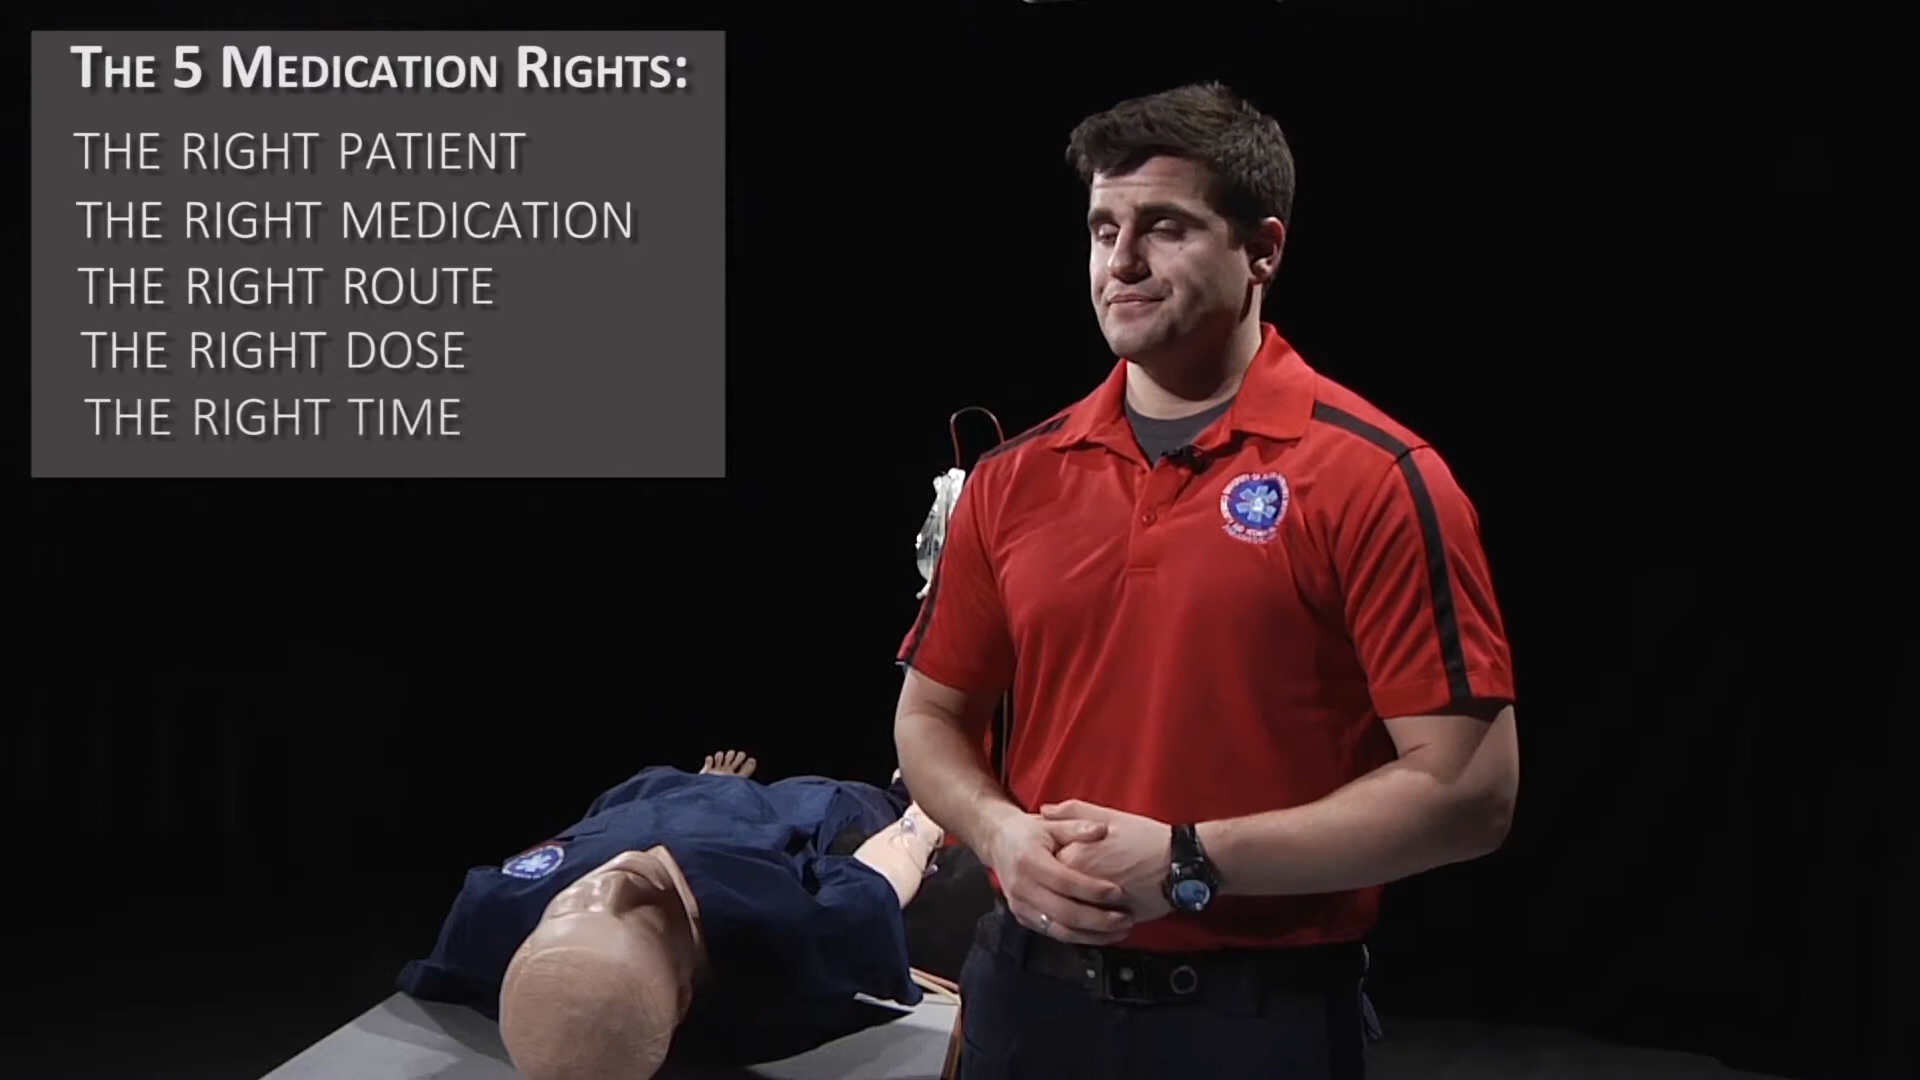 THE 5 MEDICATION RIGHTS:
THE RIGHT PATIENT
THE RIGHT MEDICATION
THE RIGHT ROUTE
THE RIGHT DOSE
THE RIGHT TIME